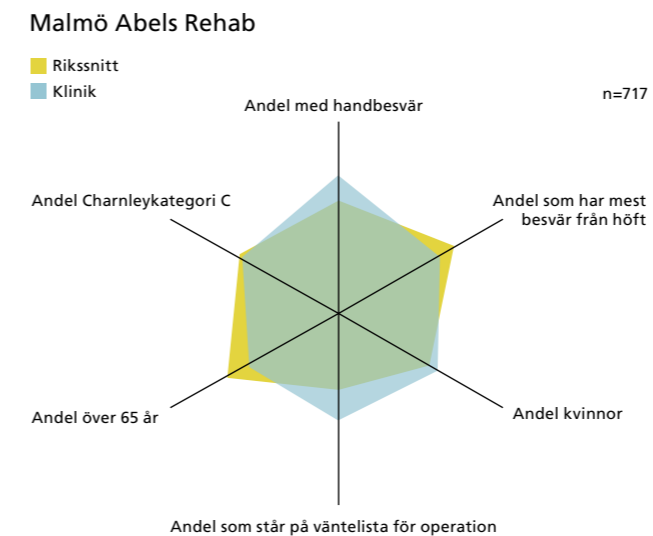 Malmö Abels Rehab
Rikssnitt
Klinik
n=717
Andel med handbesvär
Andel Charnleykategori C
Andel som har mest
besvär från höft
Andel över 65 år
Andel kvinnor
Andel som står på väntelista för operation